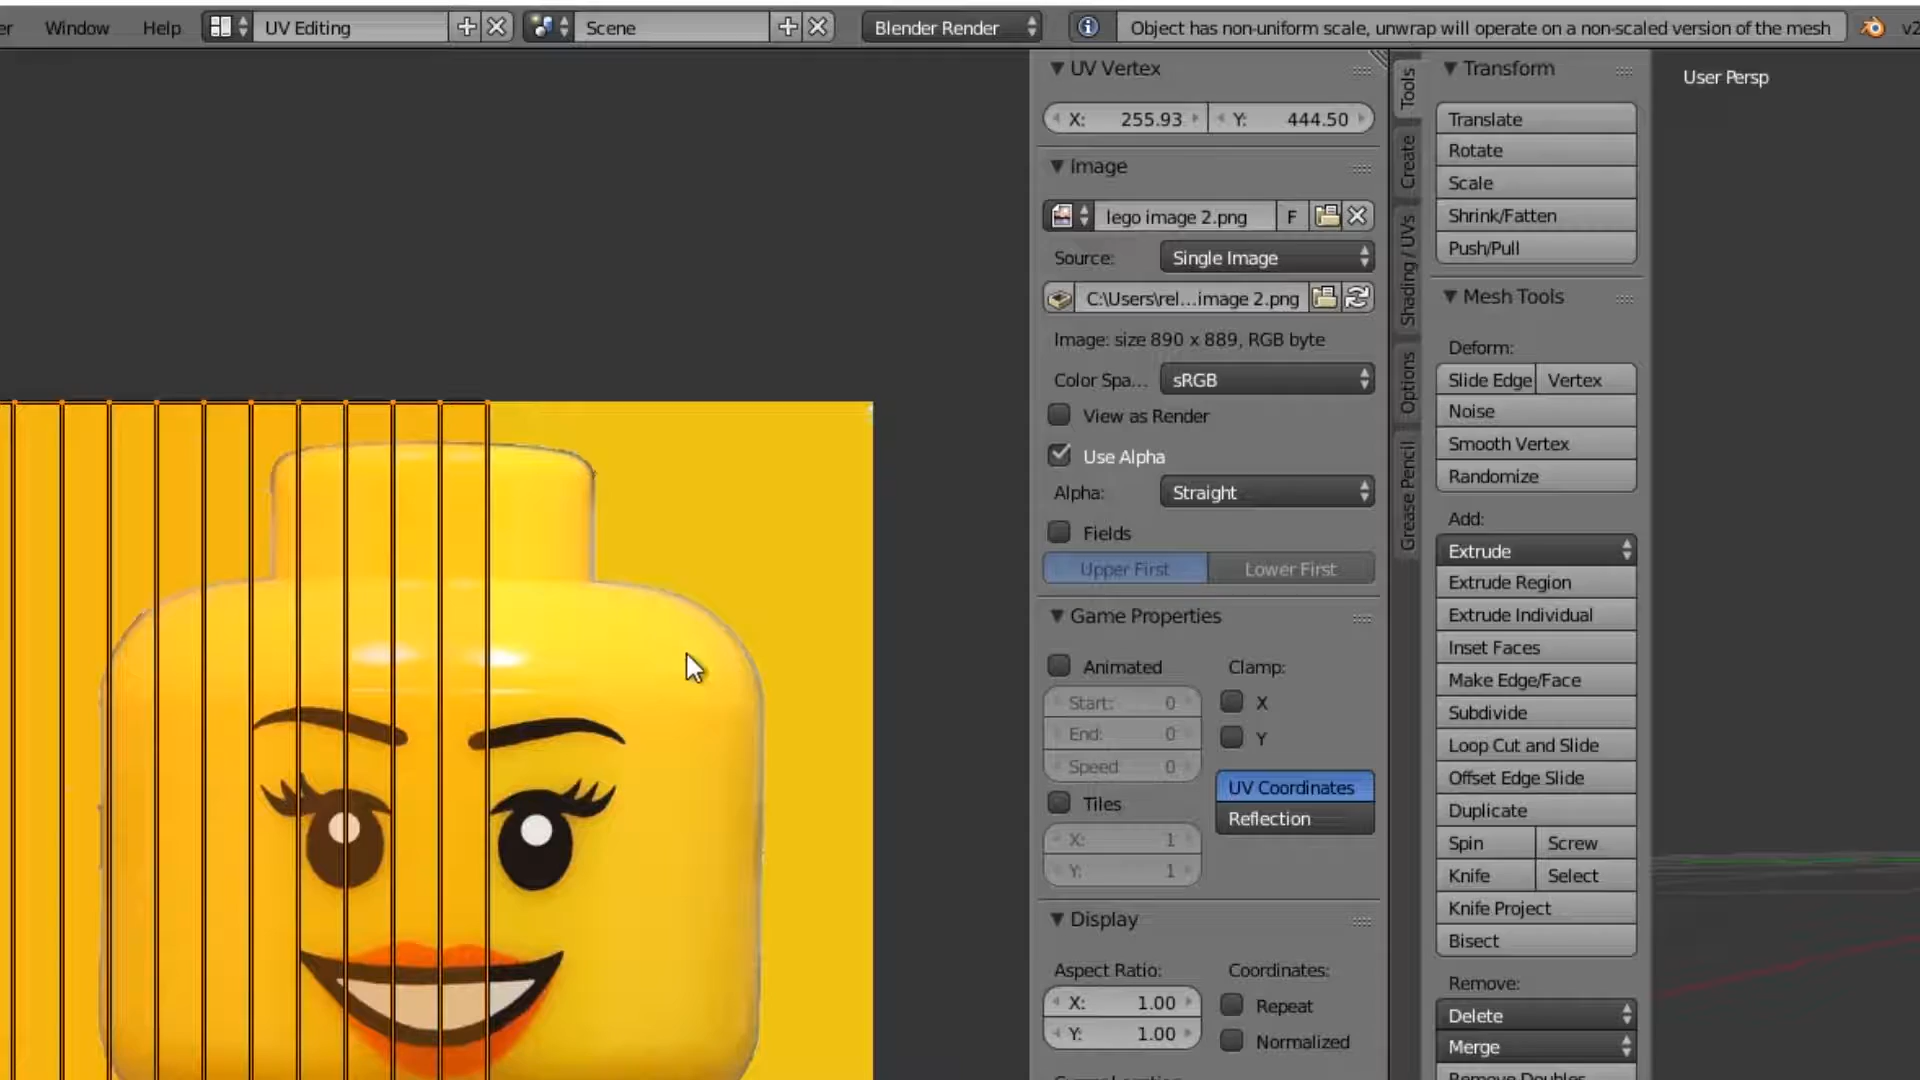 er Window Help UV Editing Scene Blender Render Object has non-uniform scale, unwrap will operate on a non-scaled version of the mesh v2
UV Vertex
X: 255.93 Y: 444.50
Image
lego image 2.png F
Source: Single Image
C:\Users\rel...image 2.png
Image: size 890 x 889, RGB byte
Color Spa... sRGB
View as Render
Use Alpha
Alpha: Straight
Fields
Upper First Lower First
Game Properties
Animated Clamp:
Start: 0 X
End: 0 Y
Speed 0
Tiles UV Coordinates
Reflection
X: 1
Y: 1
Display
Aspect Ratio: Coordinates:
X: 1.00 Repeat
Y: 1.00 Normalized
Tools
Create
Shading / UVs
Options
Grease Pencil
Transform
Translate
Rotate
Scale
Shrink/Fatten
Push/Pull
Mesh Tools
Deform:
Slide Edge Vertex
Noise
Smooth Vertex
Randomize
Add:
Extrude
Extrude Region
Extrude Individual
Inset Faces
Make Edge/Face
Subdivide
Loop Cut and Slide
Offset Edge Slide
Duplicate
Spin Screw
Knife Select
Knife Project
Bisect
Remove:
Delete
Merge
Remove Doubles
User Persp